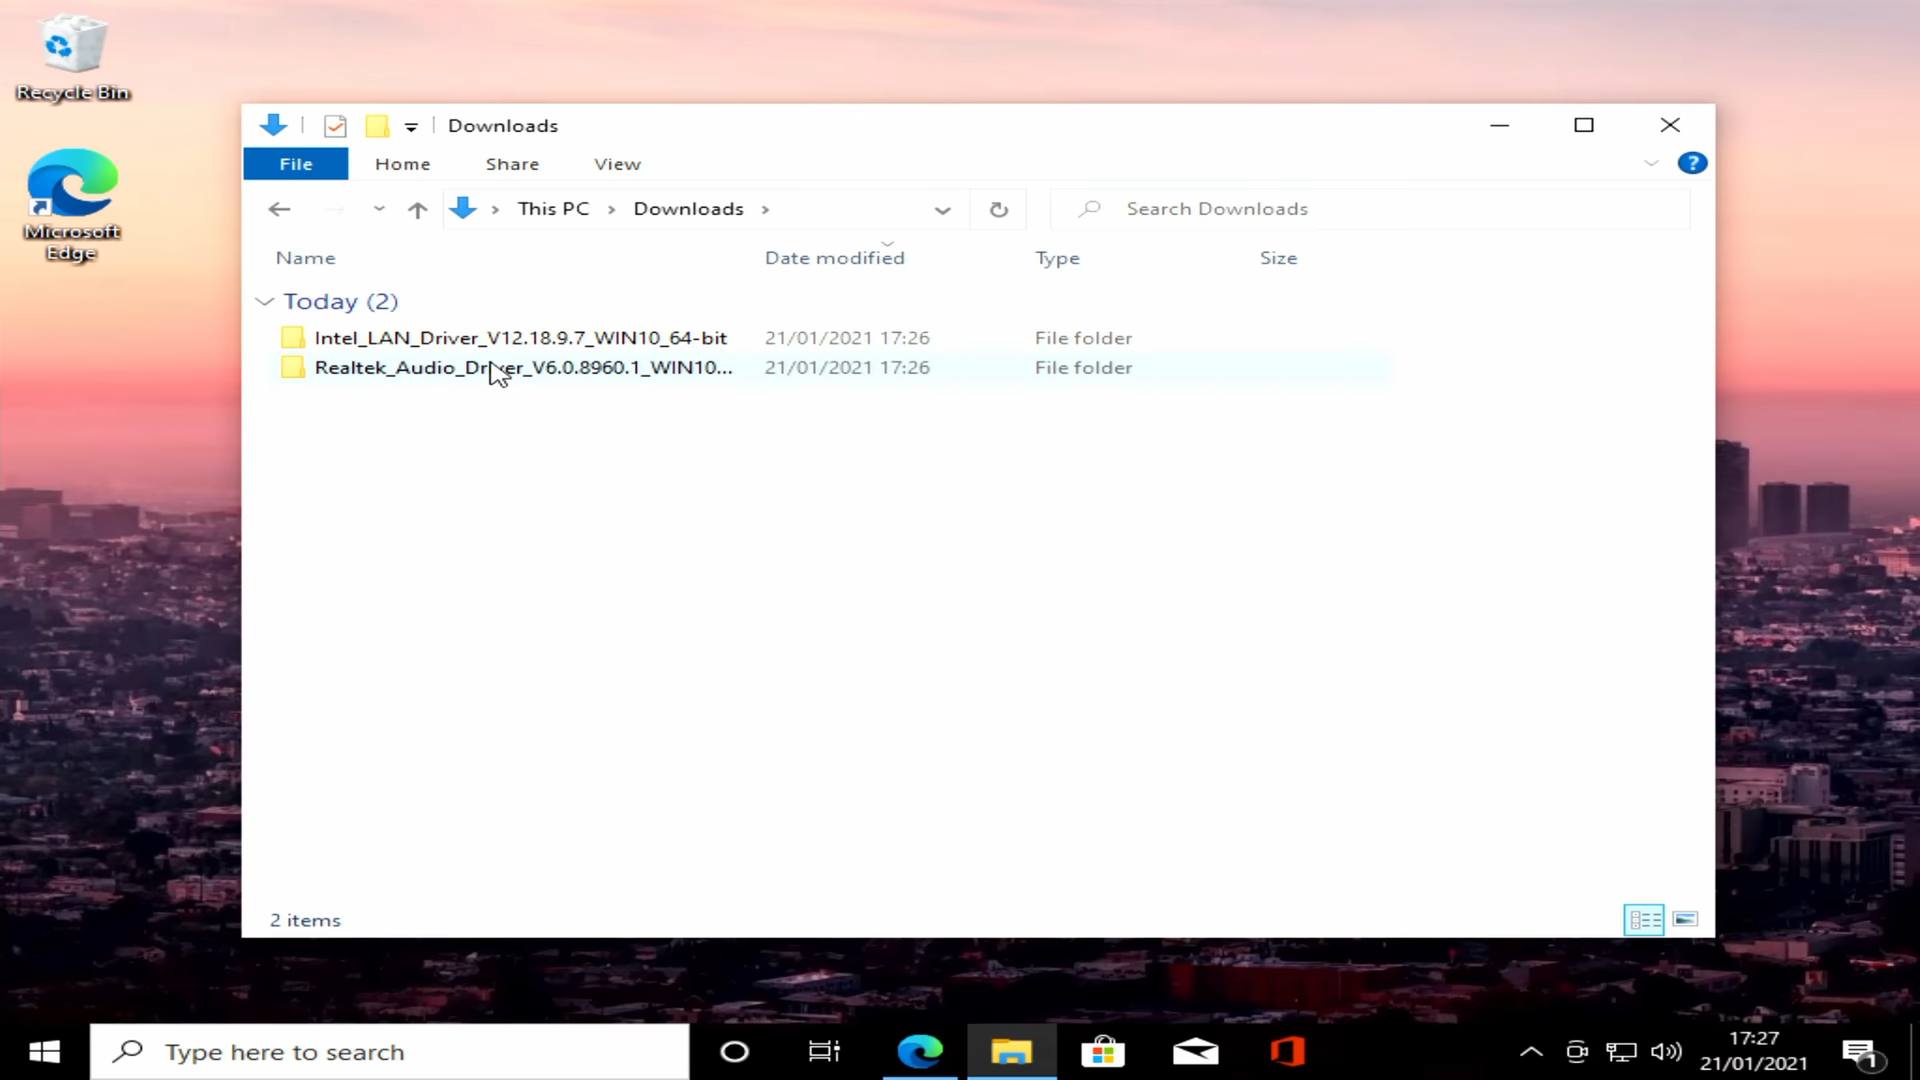 Recycle Bin
Microsoft
Edge
Downloads
File Home Share View
?
This PC Downloads
Search Downloads
Name Date modified Type Size
Today (2)
Intel_LAN_Driver_V12.18.9.7_WIN10_64-bit 21/01/2021 17:26 File folder
Realtek_Audio_Driver_V6.0.8960.1_WIN10... 21/01/2021 17:26 File folder
2 items
Type here to search
17:27
21/01/2021
1